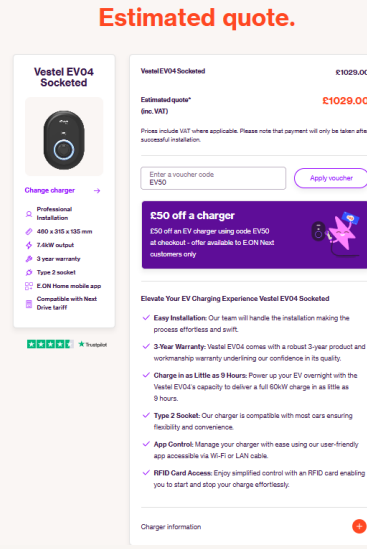 Estimated quote.
Vestel EV04
Socketed
Change charger →
Professional
Installation
480 x 315 x 135 mm
7.4kW output
3 year warranty
Type 2 socket
E.ON Home mobile app
Compatible with Next
Drive tariff
Trustpilot
Vestel EV04 Socketed £1029.00
Estimated quote* £1029.00
(inc. VAT)
Prices include VAT where applicable. Please note that payment will only be taken after
successful installation.
Enter a voucher code
EV50
Apply voucher
£50 off a charger
£50 off an EV charger using code EV50
at checkout - offer available to E.ON Next
customers only
Elevate Your EV Charging Experience Vestel EV04 Socketed
Easy Installation: Our team will handle the installation making the
process effortless and swift.
3-Year Warranty: Vestel EV04 comes with a robust 3-year product and
workmanship warranty underlining our confidence in its quality.
Charge in as Little as 9 Hours: Power up your EV overnight with the
Vestel EV04's capacity to deliver a full 60kW charge in as little as
9 hours.
Type 2 Socket: Our charger is compatible with most cars ensuring
flexibility and convenience.
App Control: Manage your charger with ease using our user-friendly
app accessible via Wi-Fi or LAN cable.
RFID Card Access: Enjoy simplified control with an RFID card enabling
you to start and stop your charge effortlessly.
Charger information